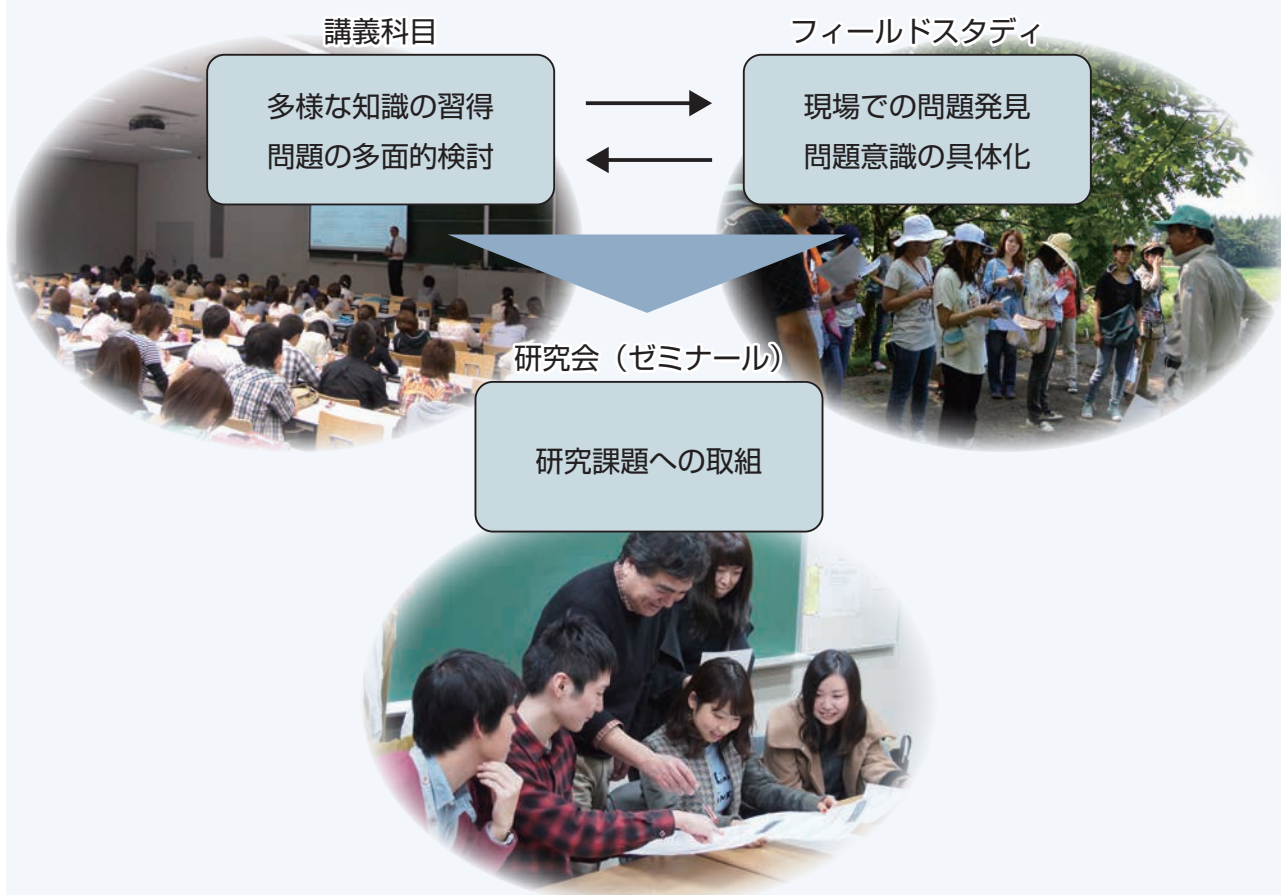 講義科目
多様な知識の習得
問題の多面的検討
フィールドスタディ
現場での問題発見
問題意識の具体化
研究会（ゼミナール）
研究課題への取組